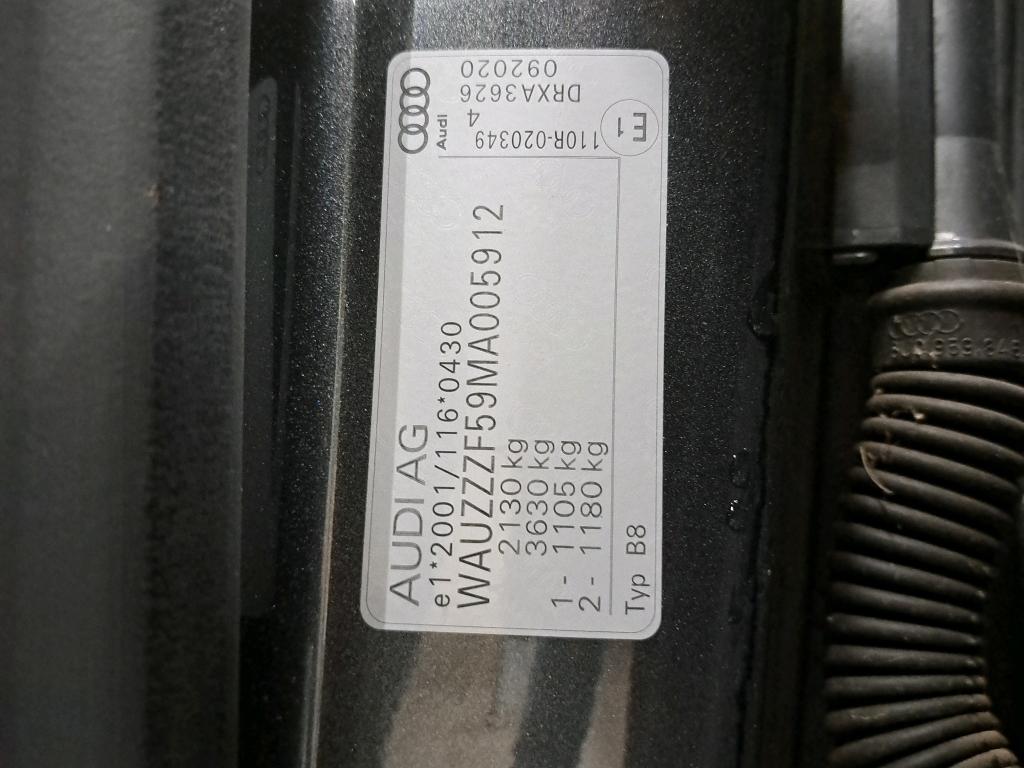 AUDI AG
e1*2001/116*0430
WAUZZZF59MA005912
2130 kg
3630 kg
1 - 1105 kg
2 - 1180 kg
Typ B8
Audi
110R-020349
4
DRXA3626
092020
E1